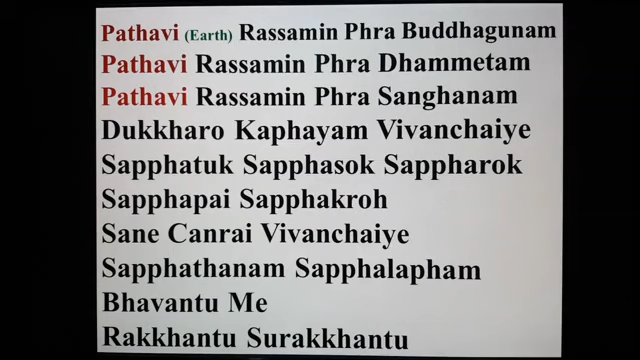 Pathavi (Earth) Rassamin Phra Buddhagunam
Pathavi Rassamin Phra Dhammetam
Pathavi Rassamin Phra Sanghanam
Dukkharo Kaphayam Vivanchaiye
Sapphatuk Sapphasok Sappharok
Sapphapai Sapphakroh
Sane Canrai Vivanchaiye
Sapphathanam Sapphalapham
Bhavantu Me
Rakkhantu Surakkhantu